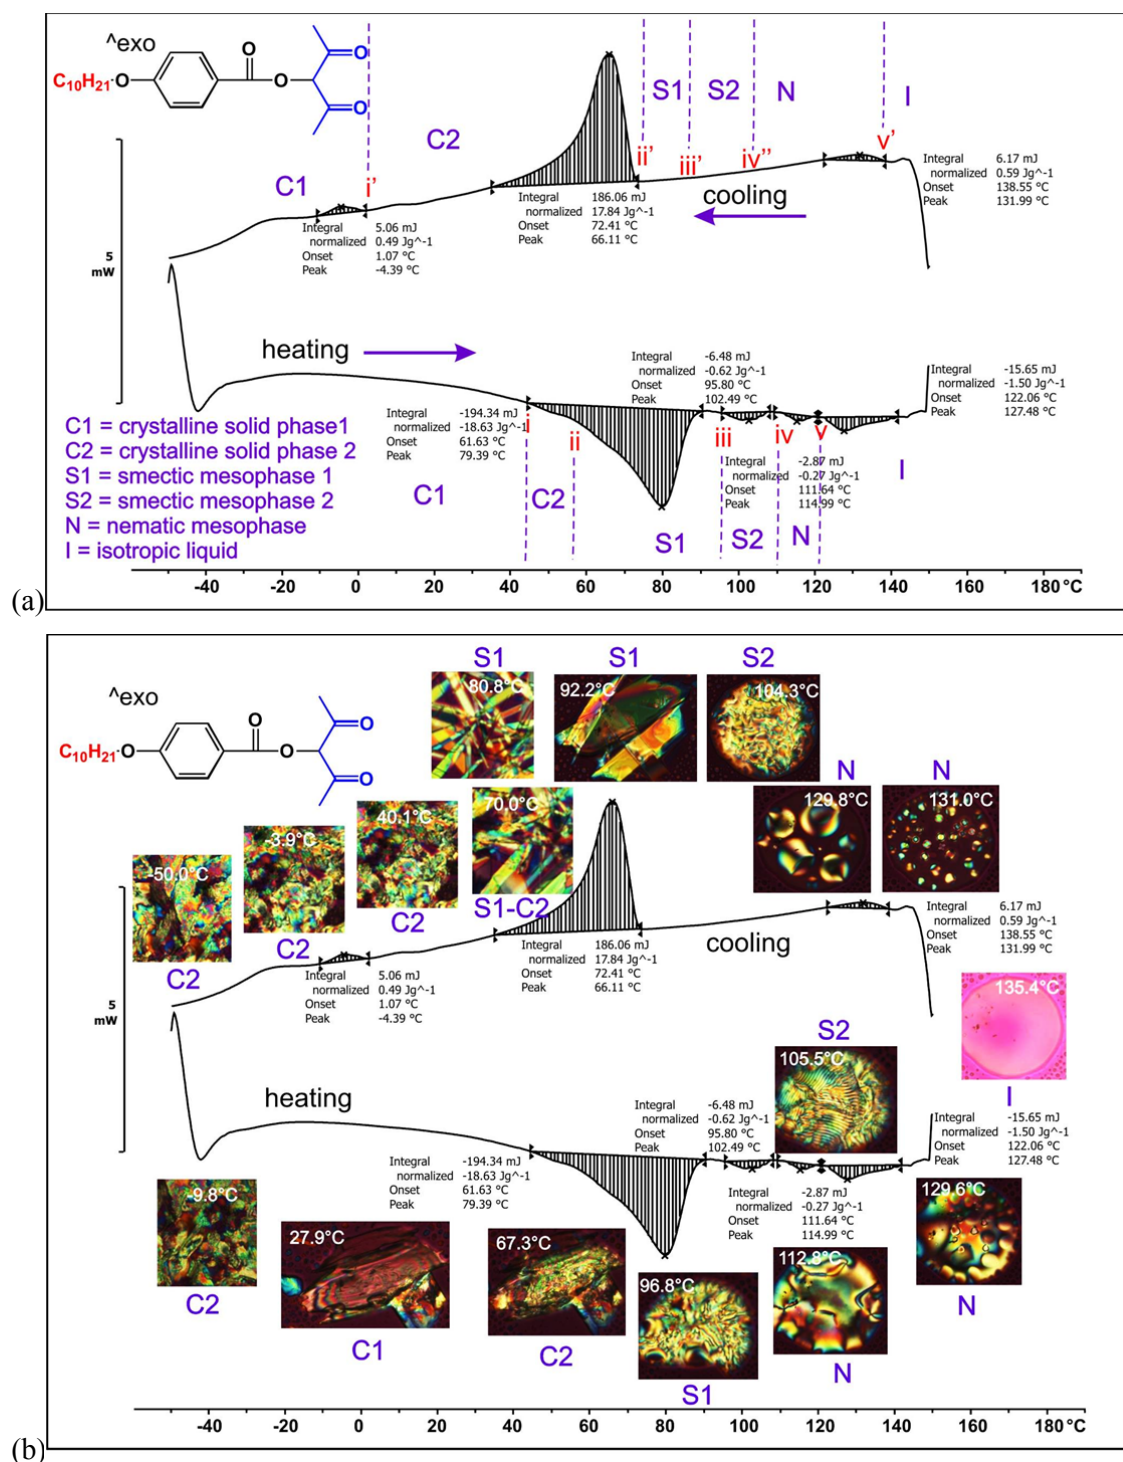 ^exo
C10H21 O
O
O
O
O
C1
i'
C2
ii'
S1
iii'
S2
iv''
N
v'
I
cooling
Integral 6.17 mJ
normalized 0.59 Jg^-1
Onset 138.55 °C
Peak 131.99 °C
Integral 186.06 mJ
normalized 17.84 Jg^-1
Onset 72.41 °C
Peak 66.11 °C
Integral 5.06 mJ
normalized 0.49 Jg^-1
Onset 1.07 °C
Peak -4.39 °C
5
mW
heating
Integral -6.48 mJ
normalized -0.62 Jg^-1
Onset 95.80 °C
Peak 102.49 °C
Integral -15.65 mJ
normalized -1.50 Jg^-1
Onset 122.06 °C
Peak 127.48 °C
Integral -194.34 mJ
normalized -18.63 Jg^-1
Onset 61.63 °C
Peak 79.39 °C
i
ii
iii
iv
v
Integral -2.87 mJ
normalized -0.27 Jg^-1
Onset 111.64 °C
Peak 114.99 °C
C1
C2
S1
S2
N
I
C1 = crystalline solid phase1
C2 = crystalline solid phase 2
S1 = smectic mesophase 1
S2 = smectic mesophase 2
N = nematic mesophase
I = isotropic liquid
-40 -20 0 20 40 60 80 100 120 140 160 180 °C
(a)
^exo
C10H21 O
O
O
O
O
S1
80.8°C
S1
92.2°C
S2
104.3°C
N
129.8°C
N
131.0°C
-50.0°C
C2
-3.9°C
C2
40.1°C
C2
70.0°C
S1-C2
cooling
Integral 6.17 mJ
normalized 0.59 Jg^-1
Onset 138.55 °C
Peak 131.99 °C
Integral 186.06 mJ
normalized 17.84 Jg^-1
Onset 72.41 °C
Peak 66.11 °C
Integral 5.06 mJ
normalized 0.49 Jg^-1
Onset 1.07 °C
Peak -4.39 °C
5
mW
135.4°C
I
S2
105.5°C
heating
Integral -6.48 mJ
normalized -0.62 Jg^-1
Onset 95.80 °C
Peak 102.49 °C
Integral -15.65 mJ
normalized -1.50 Jg^-1
Onset 122.06 °C
Peak 127.48 °C
Integral -194.34 mJ
normalized -18.63 Jg^-1
Onset 61.63 °C
Peak 79.39 °C
Integral -2.87 mJ
normalized -0.27 Jg^-1
Onset 111.64 °C
Peak 114.99 °C
-9.8°C
C2
27.9°C
C1
67.3°C
C2
96.8°C
S1
112.8°C
N
129.6°C
N
-40 -20 0 20 40 60 80 100 120 140 160 180 °C
(b)